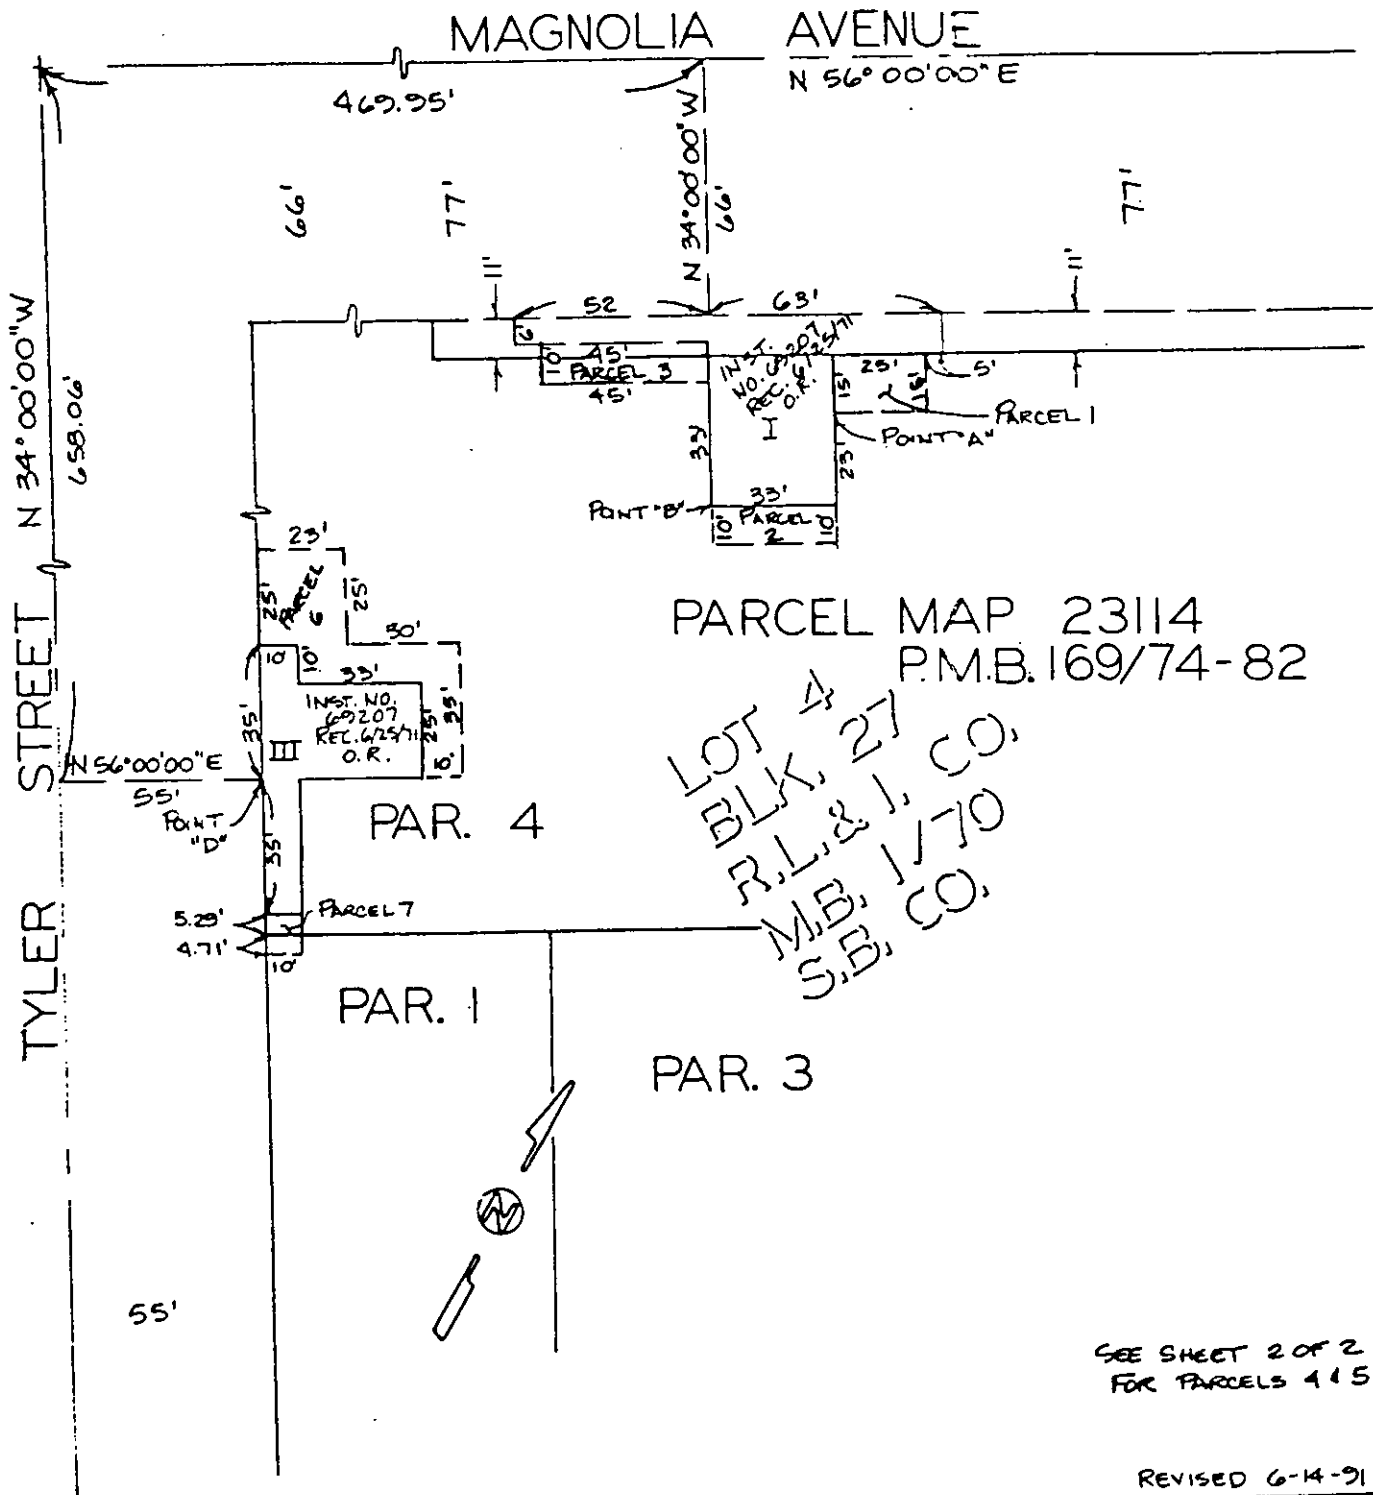 MAGNOLIA AVENUE
N 56° 00'00" E
469.95'
N 34° 00' 00" W
66'
66'
77'
77'
11'
11'
52
63'
6'
10'
45'
PARCEL 3
45'
INST.
NO. 69207
REC. 6/25/71
O.R.
I
15'
25'
15'
5'
PARCEL 1
POINT "A"
23'
33'
POINT "B"
10'
PARCEL
2
10'
N 34° 00' 00" W
658.06'
TYLER STREET
23'
25'
PARCEL
6
25'
30'
10'
10'
33'
INST. NO.
69207
REC. 6/25/71
O.R.
III
35'
25'
35'
10'
N 56°00'00" E
55'
POINT
"D"
35'
PAR. 4
5.29'
PARCEL 7
4.71'
10'
PAR. 1
PAR. 3
PARCEL MAP 23114
P.M.B. 169/74-82
LOT 4
BLK. 27
R.L. & I. CO.
M.B. 1/70
S.B. CO.
N
55'
SEE SHEET 2 OF 2
FOR PARCELS 4 & 5
REVISED 6-14-91